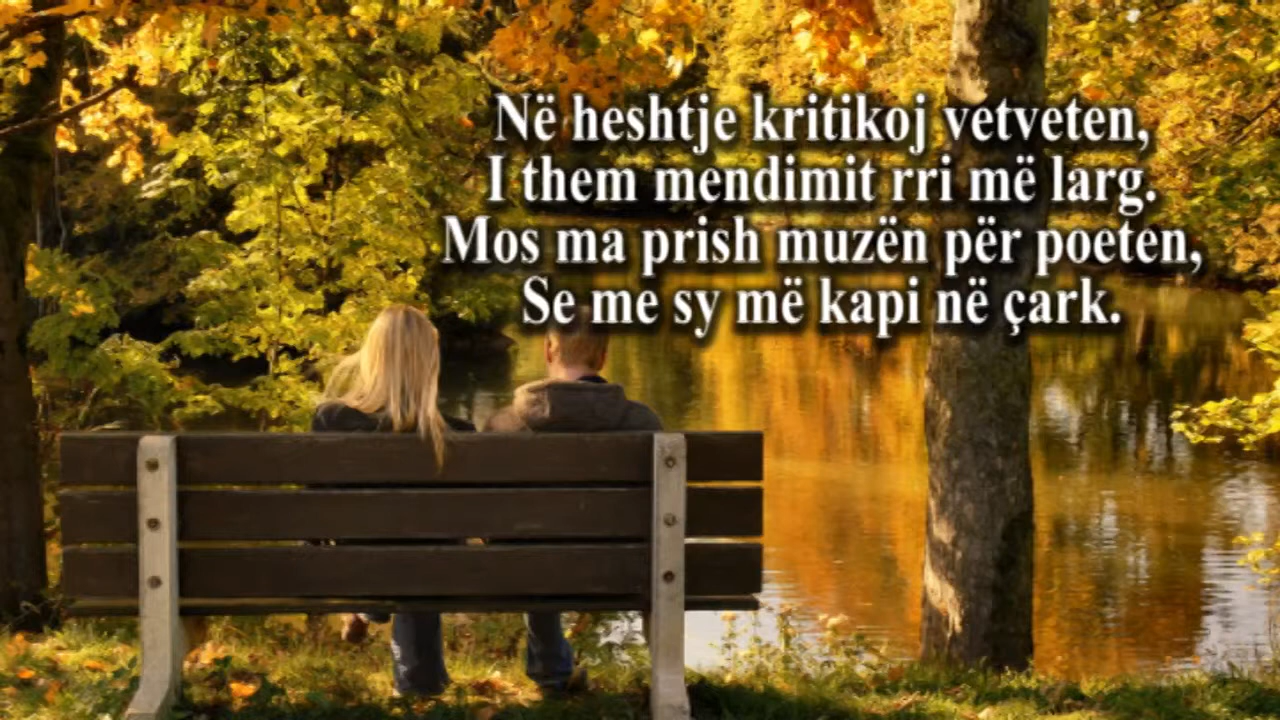 Në heshtje kritikoj vetveten,
I them mendimit rri më larg.
Mos ma prish muzën për poeten,
Se me sy më kapi në çark.